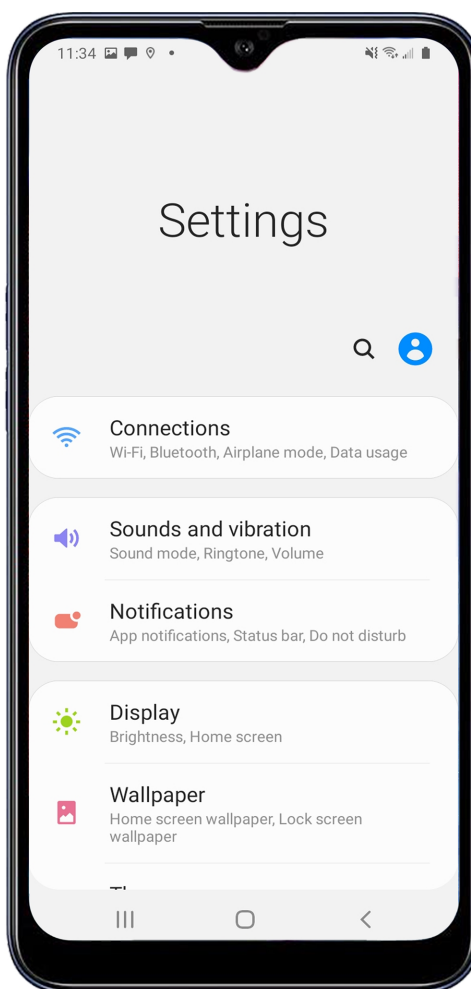 11:34
Settings
Connections
Wi-Fi, Bluetooth, Airplane mode, Data usage
Sounds and vibration
Sound mode, Ringtone, Volume
Notifications
App notifications, Status bar, Do not disturb
Display
Brightness, Home screen
Wallpaper
Home screen wallpaper, Lock screen
wallpaper